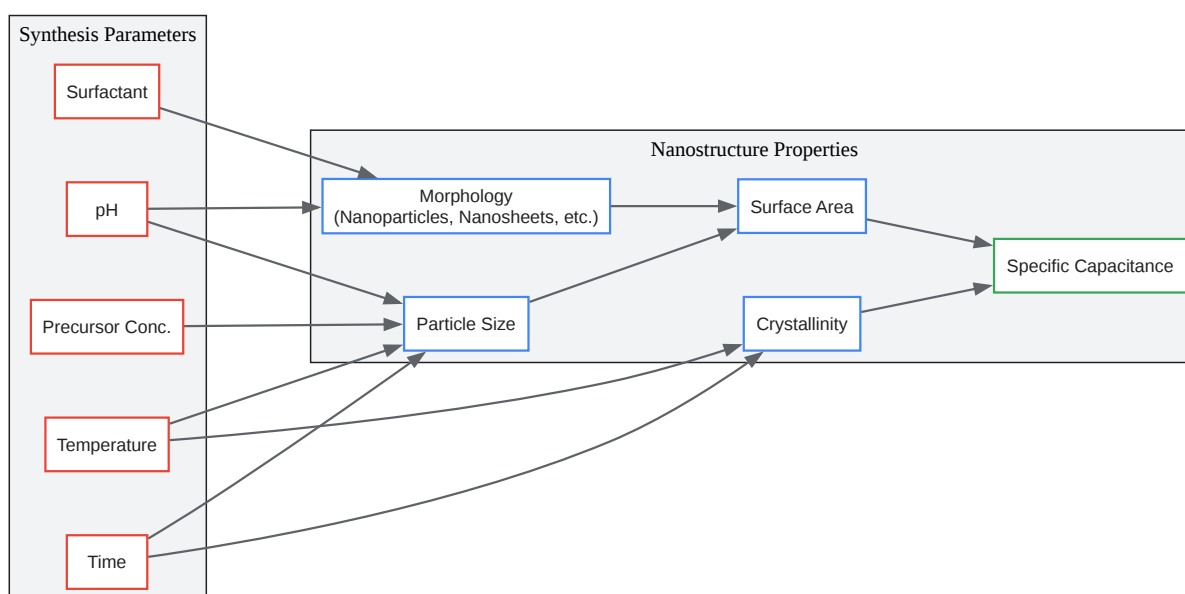 Synthesis Parameters
Surfactant
pH
Precursor Conc.
Temperature
Time
Nanostructure Properties
Morphology
(Nanoparticles, Nanosheets, etc.)
Particle Size
Surface Area
Crystallinity
Specific Capacitance